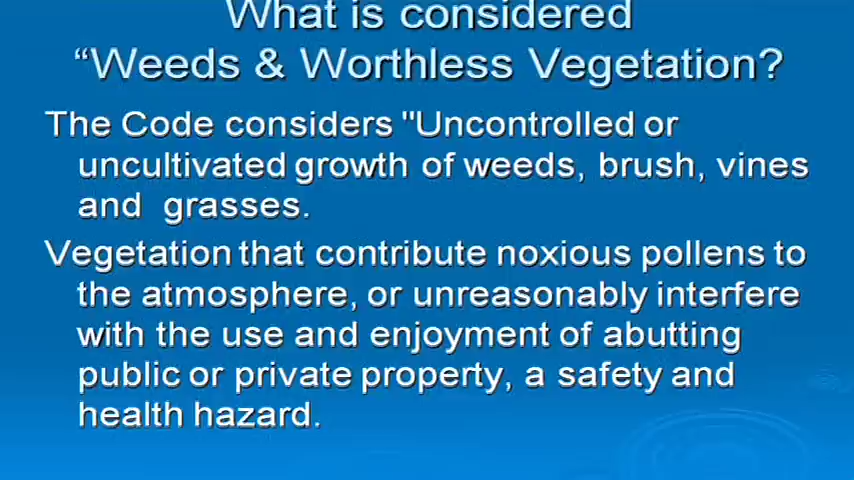 What is considered
“Weeds & Worthless Vegetation?
The Code considers "Uncontrolled or
uncultivated growth of weeds, brush, vines
and grasses.
Vegetation that contribute noxious pollens to
the atmosphere, or unreasonably interfere
with the use and enjoyment of abutting
public or private property, a safety and
health hazard.